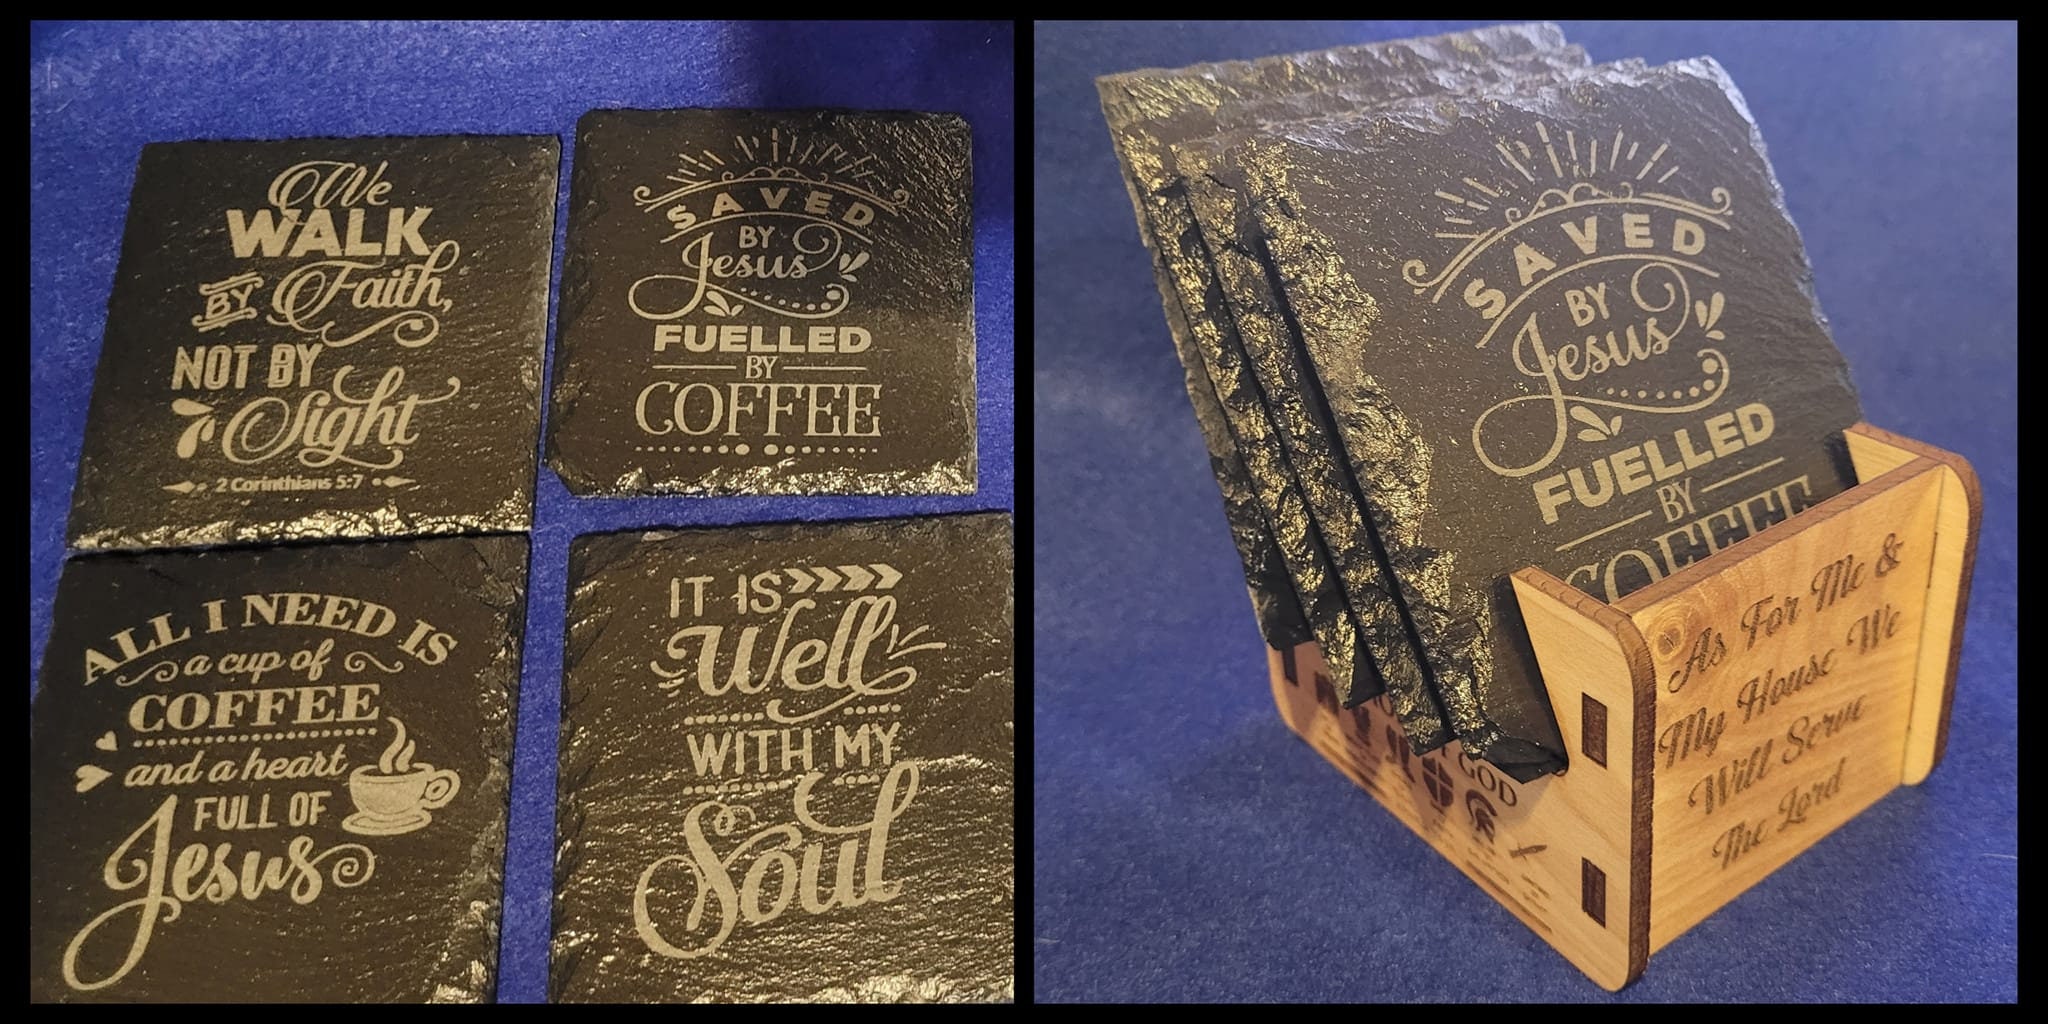 We
WALK
BY Faith,
NOT BY
Sight
2 Corinthians 5:7
SAVED
BY
Jesus
FUELLED
BY
COFFEE
ALL I NEED IS
a cup of
COFFEE
and a heart
FULL OF
Jesus
IT IS
Well
WITH MY
Soul
SAVED
BY
Jesus
FUELLED
BY
COFFEE
GOD
As For Me &
My House We
Will Serve
The Lord